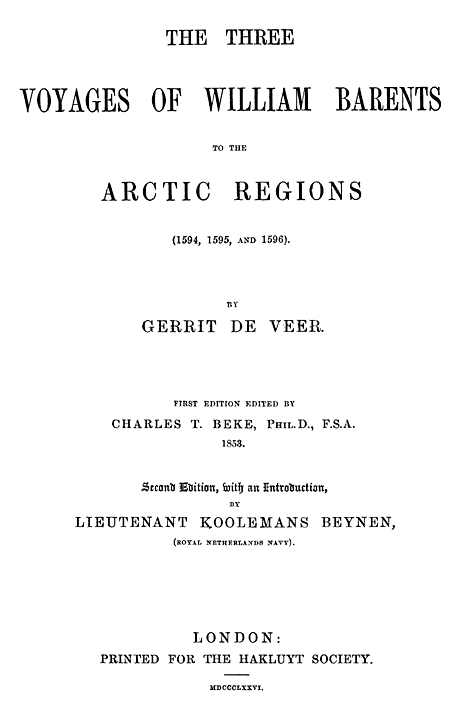 THE THREE
VOYAGES OF WILLIAM BARENTS
TO THE
ARCTIC REGIONS
(1594, 1595, AND 1596).
BY
GERRIT DE VEER.
FIRST EDITION EDITED BY
CHARLES T. BEKE, PHIL.D., F.S.A.
1853.
Second Edition, with an Introduction,
BY
LIEUTENANT KOOLEMANS BEYNEN,
(ROYAL NETHERLANDS NAVY).
LONDON:
PRINTED FOR THE HAKLUYT SOCIETY.
MDCCCLXXVI.